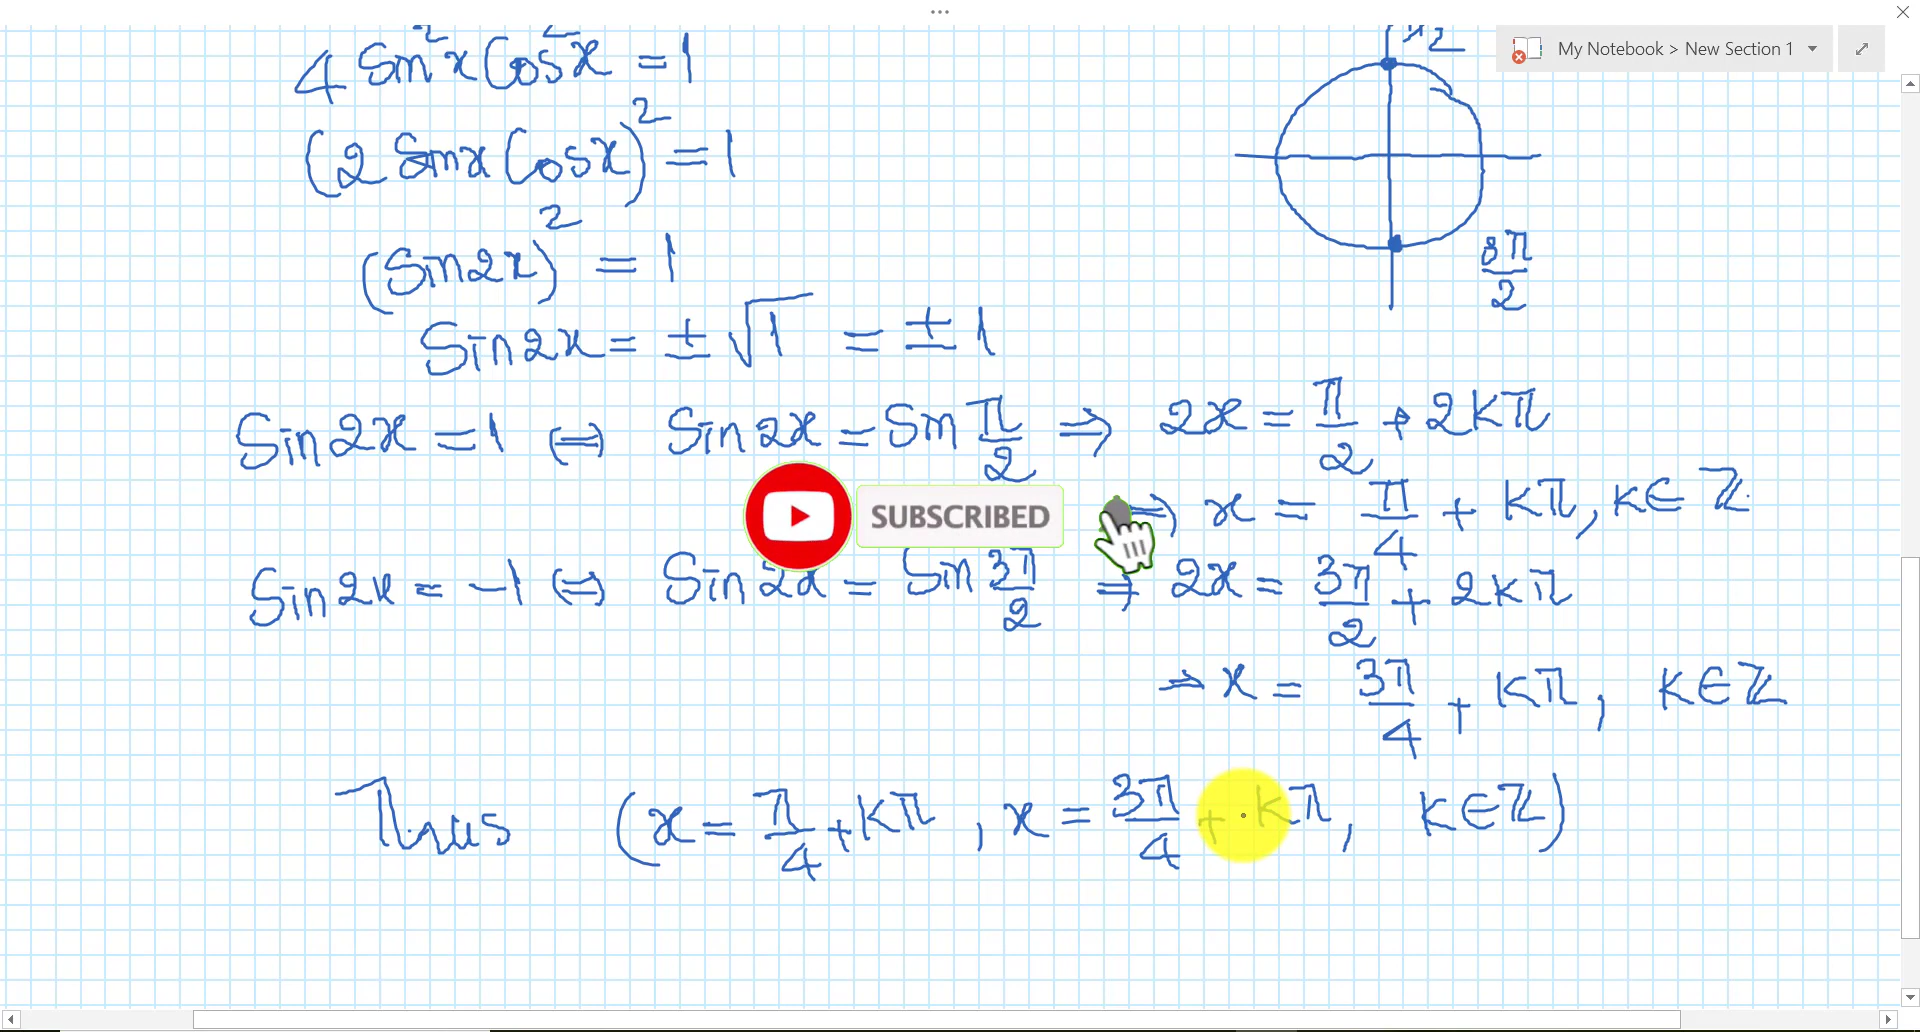 My Notebook > New Section 1
4 Sin²x Cos²x = 1
π/2
(2 Sinx Cosx)² = 1
(Sin2x)² = 1
3π/2
Sin2x = ± √1 = ± 1
Sin2x = 1 ⇔ Sin2x = Sin π/2 ⇒ 2x = π/2 + 2kπ
SUBSCRIBED
⇒ x = π/4 + kπ, k ∈ ℤ
Sin2x = -1 ⇔ Sin2x = Sin 3π/2 ⇒ 2x = 3π/2 + 2kπ
⇒ x = 3π/4 + kπ, k ∈ ℤ
Thus (x = π/4 + kπ, x = 3π/4 + kπ, k ∈ ℤ)